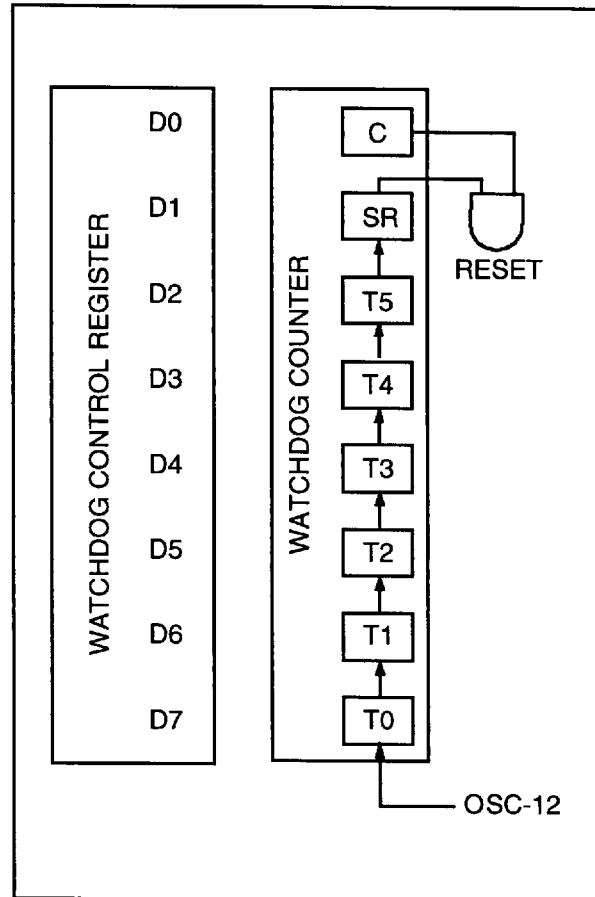 WATCHDOG CONTROL REGISTER
D0
D1
D2
D3
D4
D5
D6
D7
WATCHDOG COUNTER
C
SR
T5
T4
T3
T2
T1
T0
RESET
OSC-12